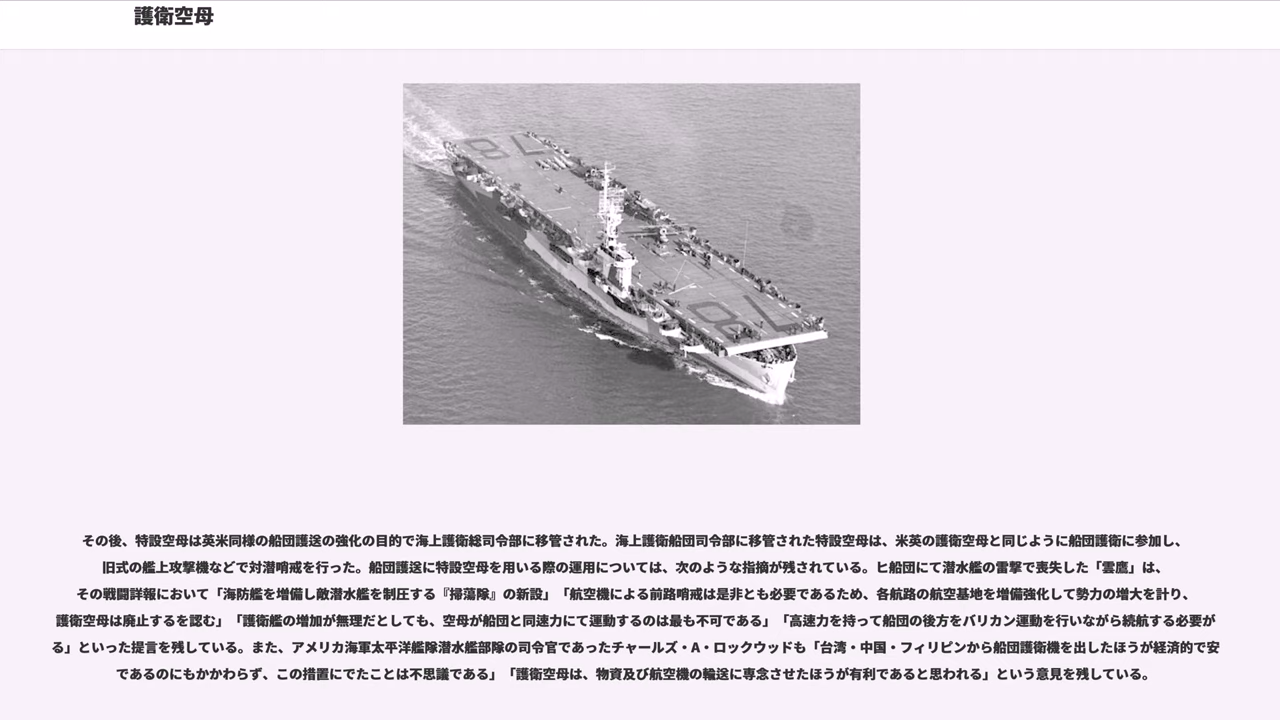 護衛空母
その後、特設空母は英米同様の船団護送の強化の目的で海上護衛総司令部に移管された。海上護衛船団司令部に移管された特設空母は、米英の護衛空母と同じように船団護衛に参加し、
旧式の艦上攻撃機などで対潜哨戒を行った。船団護送に特設空母を用いる際の運用については、次のような指摘が残されている。ヒ船団にて潜水艦の雷撃で喪失した「雲鷹」は、
その戦闘詳報において「海防艦を増備し敵潜水艦を制圧する『掃蕩隊』の新設」「航空機による前路哨戒は是非とも必要であるため、各航路の航空基地を増備強化して勢力の増大を計り、
護衛空母は廃止するを認む」「護衛艦の増加が無理だとしても、空母が船団と同速力にて運動するのは最も不可である」「高速力を持って船団の後方をバリカン運動を行いながら続航する必要が
る」といった提言を残している。また、アメリカ海軍太平洋艦隊潜水艦部隊の司令官であったチャールズ・A・ロックウッドも「台湾・中国・フィリピンから船団護衛機を出したほうが経済的で安
であるのにもかかわらず、この措置にでたことは不思議である」「護衛空母は、物資及び航空機の輸送に専念させたほうが有利であると思われる」という意見を残している。
78
78